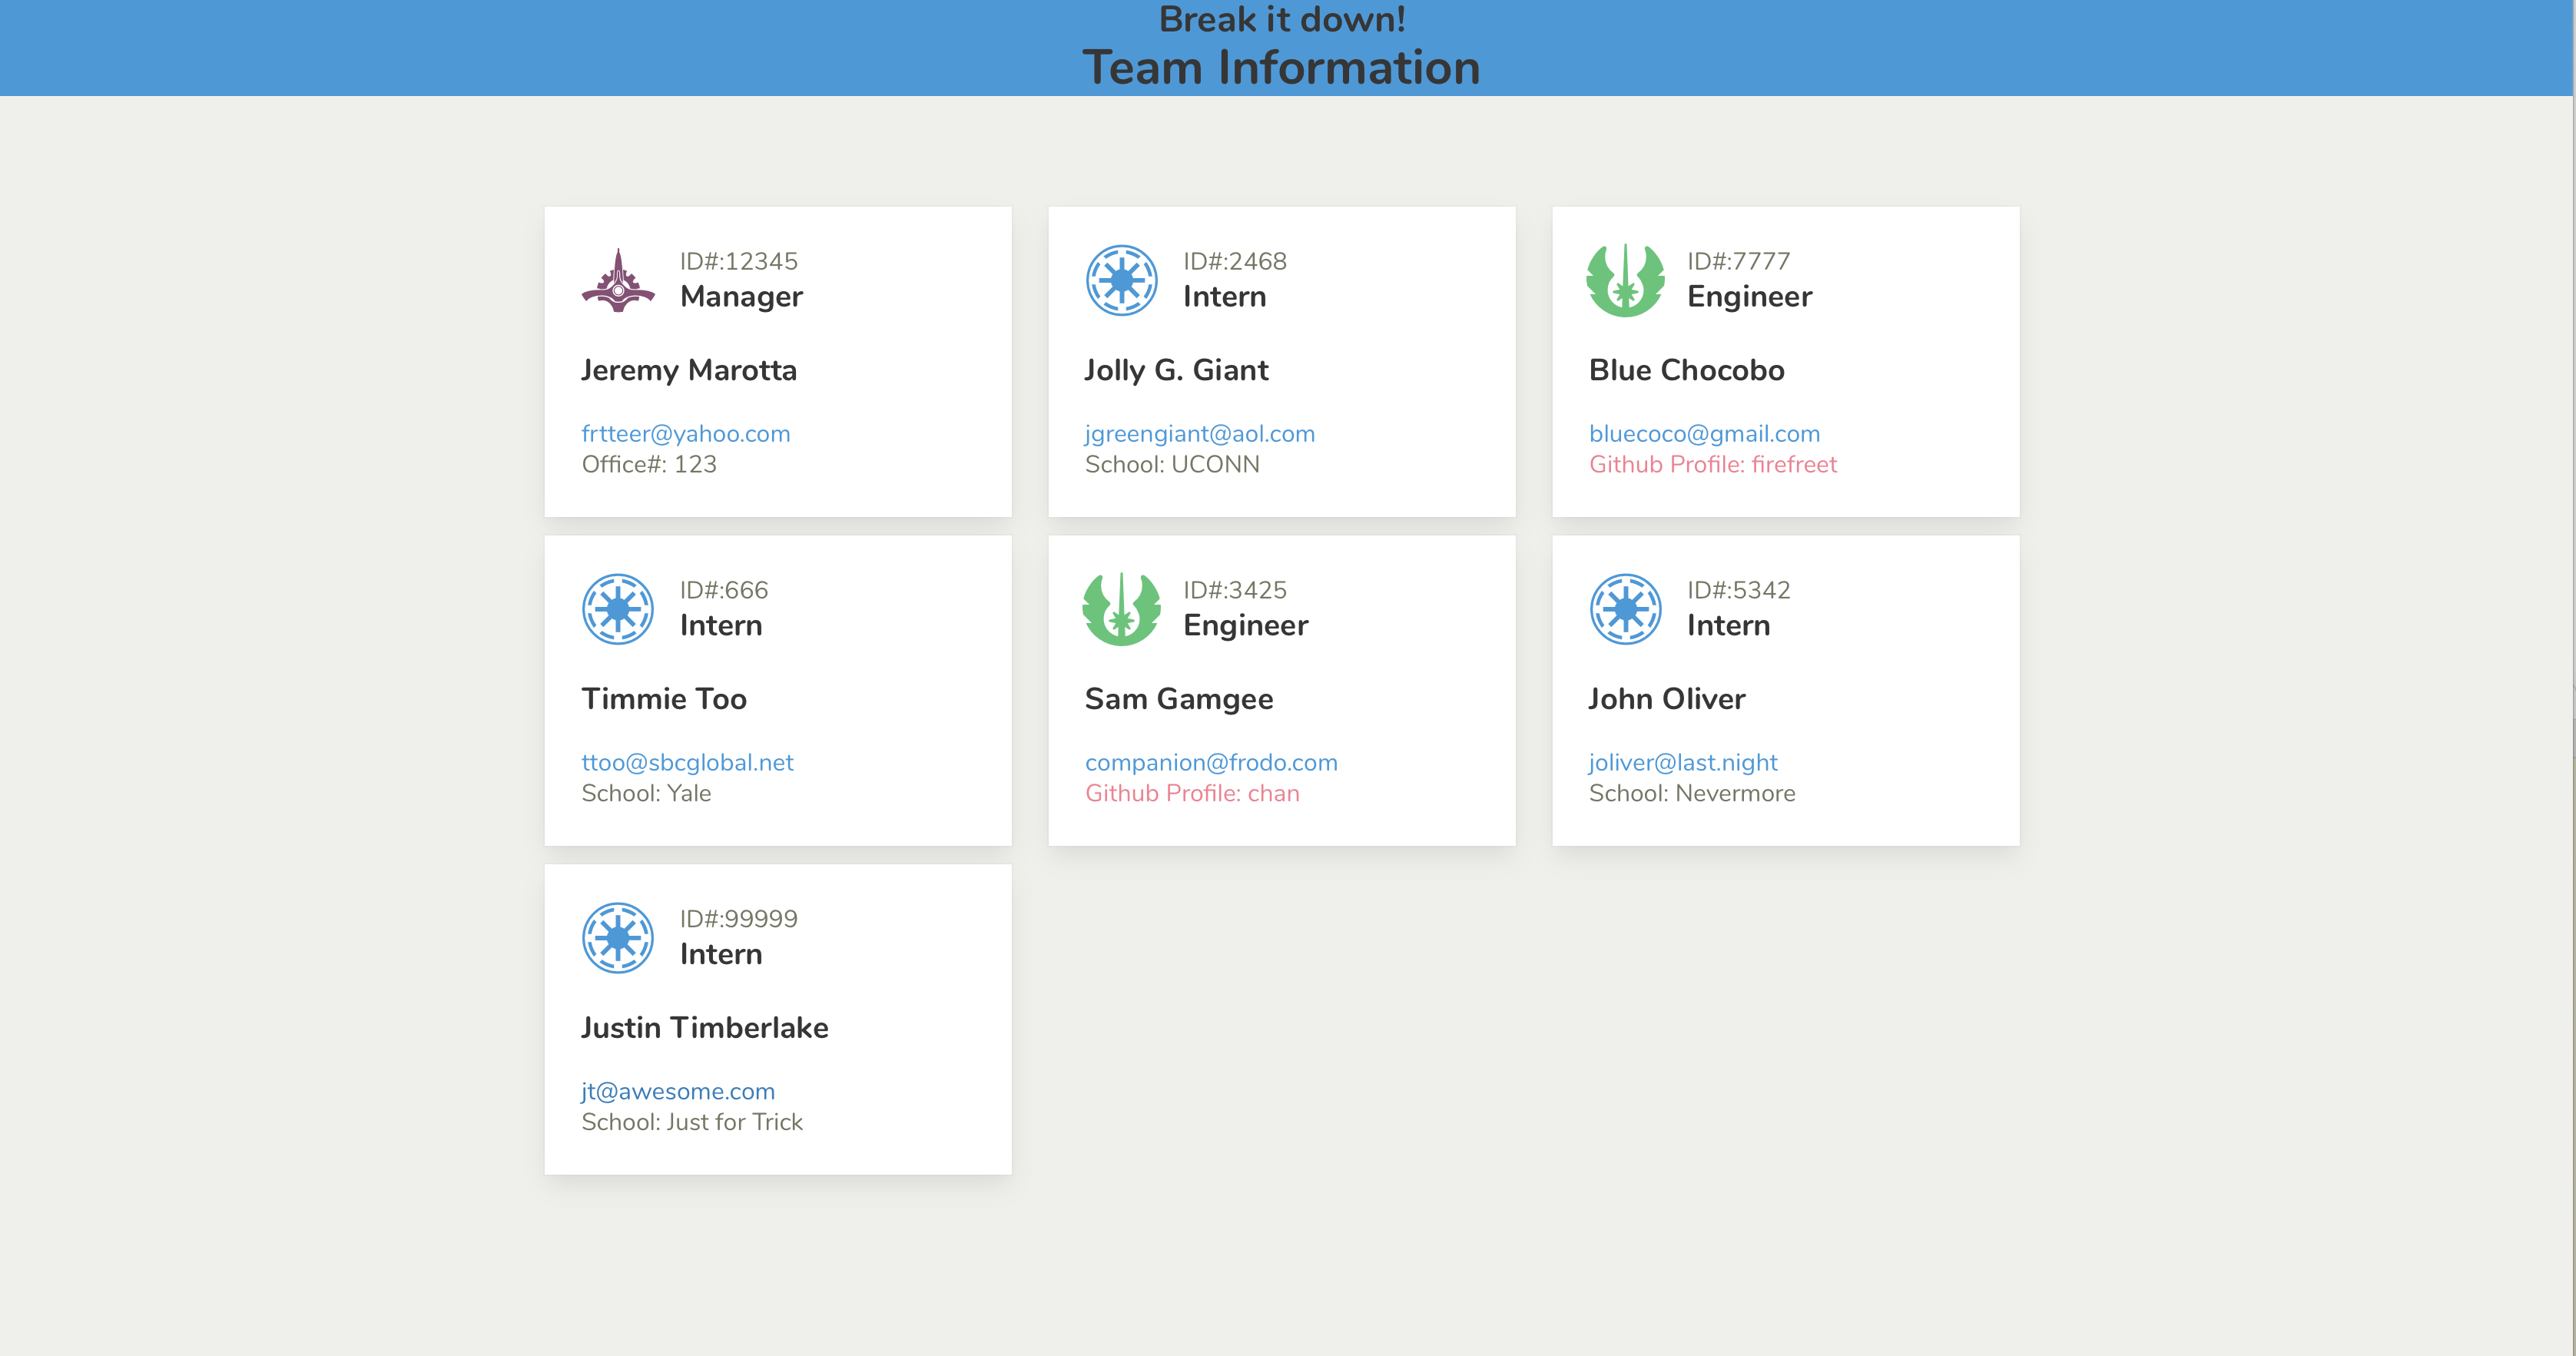 Break it down!
Team Information
ID#:12345
Manager
Jeremy Marotta
frtteer@yahoo.com
Office#: 123
ID#:2468
Intern
Jolly G. Giant
jgreengiant@aol.com
School: UCONN
ID#:7777
Engineer
Blue Chocobo
bluecoco@gmail.com
Github Profile: firefreet
ID#:666
Intern
Timmie Too
ttoo@sbcglobal.net
School: Yale
ID#:3425
Engineer
Sam Gamgee
companion@frodo.com
Github Profile: chan
ID#:5342
Intern
John Oliver
joliver@last.night
School: Nevermore
ID#:99999
Intern
Justin Timberlake
jt@awesome.com
School: Just for Trick